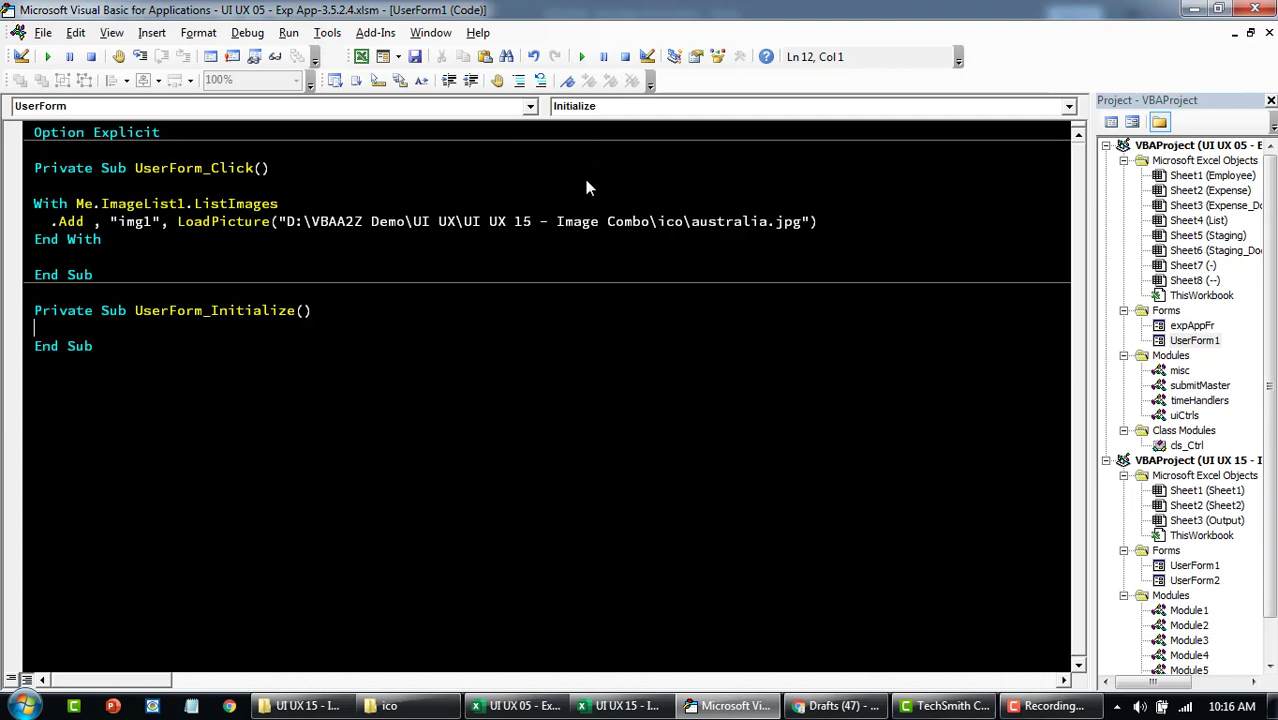 Microsoft Visual Basic for Applications - UI UX 05 - Exp App-3.5.2.4.xlsm - [UserForm1 (Code)]
File Edit View Insert Format Debug Run Tools Add-Ins Window Help
Ln 12, Col 1
100%
UserForm
Initialize
Option Explicit
Private Sub UserForm_Click()
With Me.ImageList1.ListImages
.Add , "img1", LoadPicture("D:\VBAA2Z Demo\UI UX\UI UX 15 - Image Combo\ico\australia.jpg")
End With
End Sub
Private Sub UserForm_Initialize()
End Sub
Project - VBAProject
VBAProject (UI UX 05 - E
Microsoft Excel Objects
Sheet1 (Employee)
Sheet2 (Expense)
Sheet3 (Expense_Do
Sheet4 (List)
Sheet5 (Staging)
Sheet6 (Staging_Doc
Sheet7 (-)
Sheet8 (--)
ThisWorkbook
Forms
expAppFr
UserForm1
Modules
misc
submitMaster
timeHandlers
uiCtrls
Class Modules
cls_Ctrl
VBAProject (UI UX 15 - I
Microsoft Excel Objects
Sheet1 (Sheet1)
Sheet2 (Sheet2)
Sheet3 (Output)
ThisWorkbook
Forms
UserForm1
UserForm2
Modules
Module1
Module2
Module3
Module4
Module5
UI UX 15 - I...
ico
UI UX 05 - Ex...
UI UX 15 - I...
Microsoft Vi...
Drafts (47) - ...
TechSmith C...
Recording...
10:16 AM